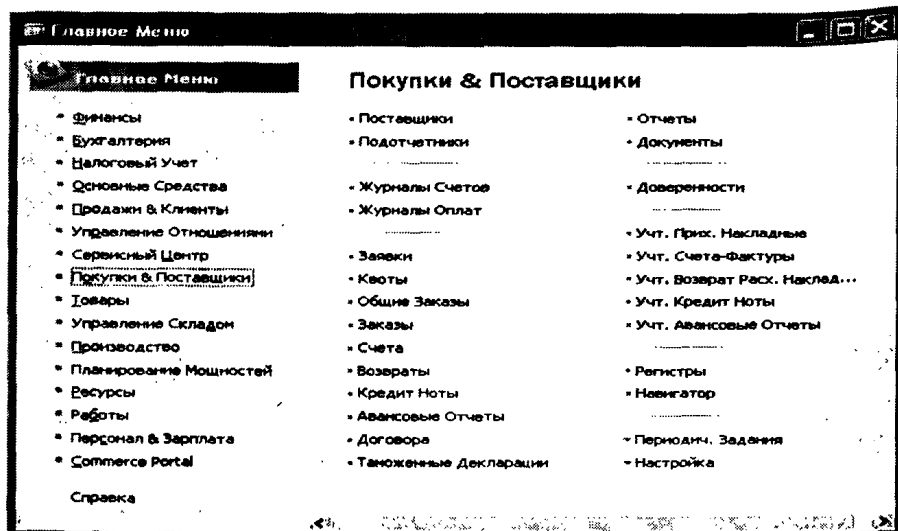 Главное Меню
Главное Меню
Финансы
Бухгалтерия
Налоговый Учет
Основные Средства
Продажи & Клиенты
Управление Отношениями
Сервисный Центр
Покупки & Поставщики
Товары
Управление Складом
Производство
Планирование Мощностей
Ресурсы
Работы
Персонал & Зарплата
Commerce Portal
Справка
Покупки & Поставщики
Поставщики
Подотчетники
Журналы Счетов
Журналы Оплат
Заявки
Квоты
Общие Заказы
Заказы
Счета
Возвраты
Кредит Ноты
Авансовые Отчеты
Договора
Таможенные Декларации
Отчеты
Документы
Доверенности
Учт. Прих. Накладные
Учт. Счета-Фактуры
Учт. Возврат Расх. Наклад...
Учт. Кредит Ноты
Учт. Авансовые Отчеты
Регистры
Навигатор
Периодич. Задания
Настройка